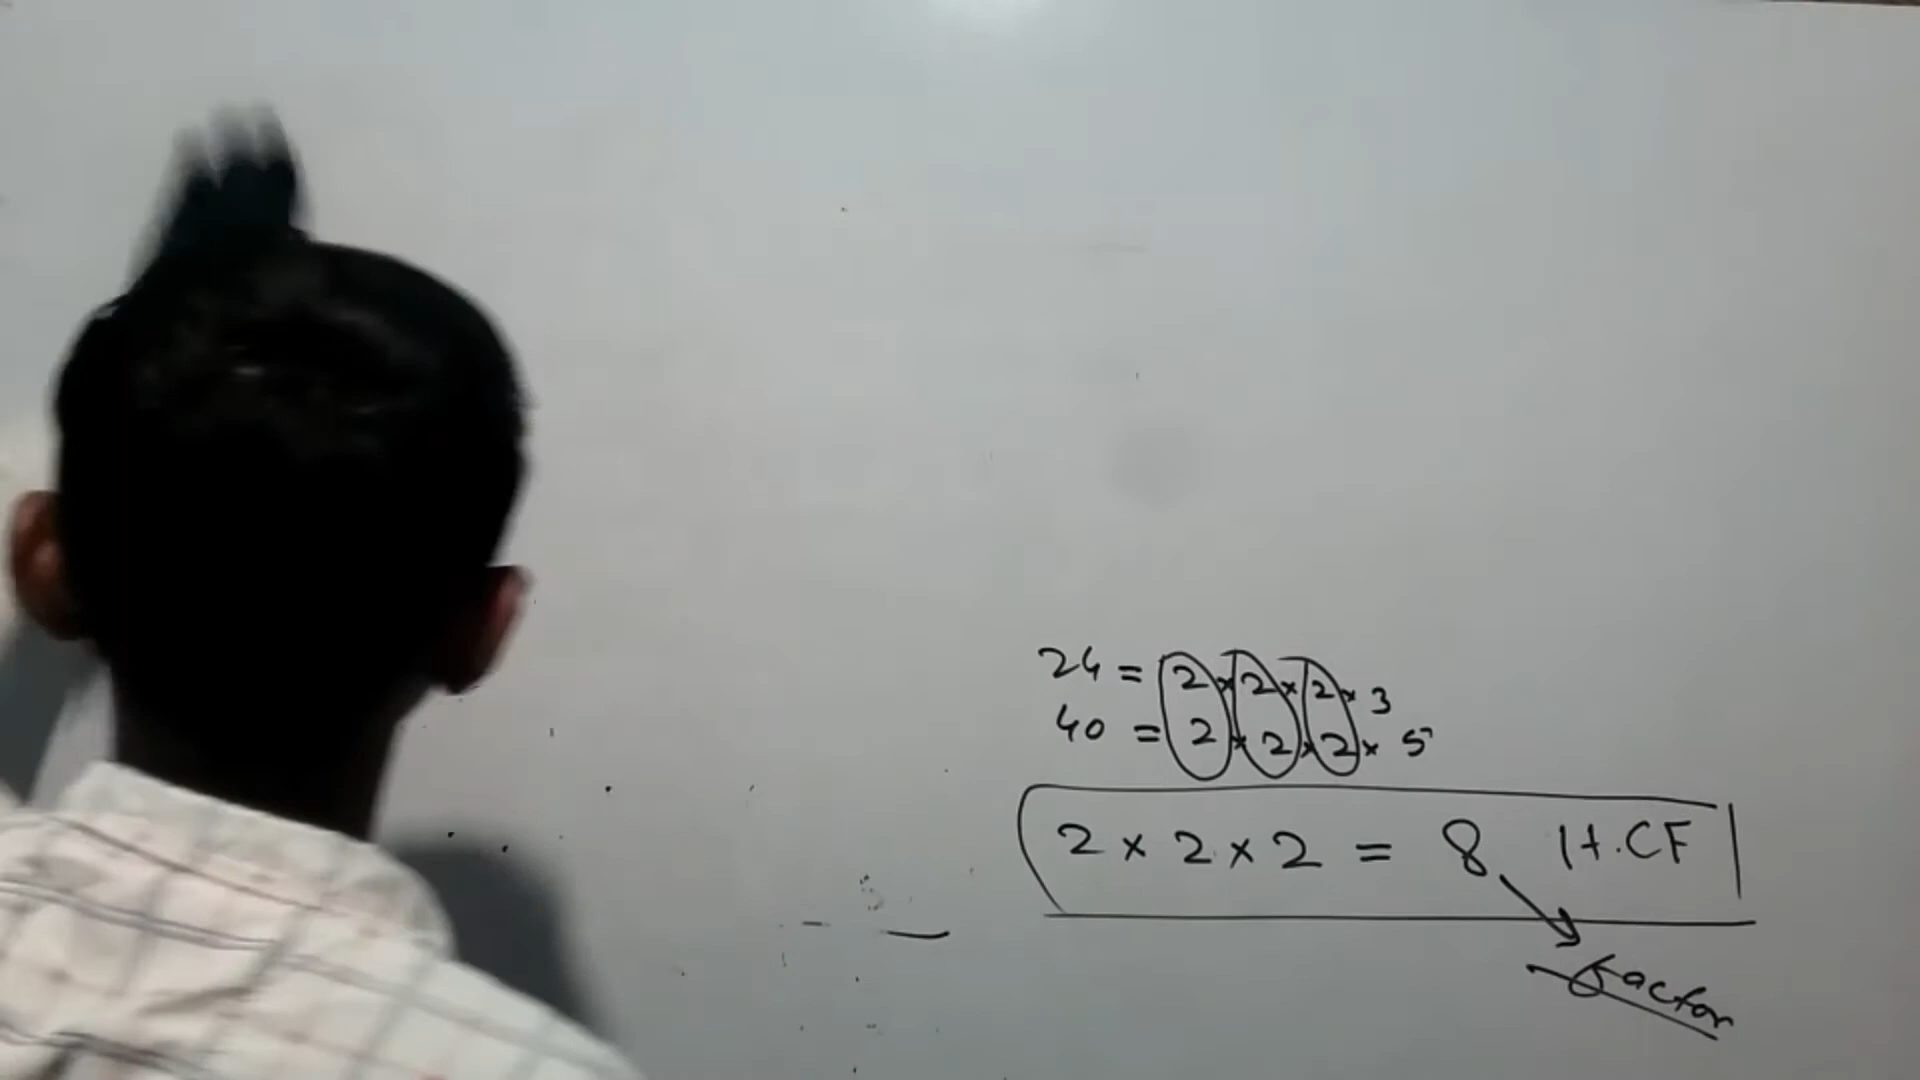 24 = 2 × 2 × 2 × 3
40 = 2 × 2 × 2 × 5
2 × 2 × 2 = 8 H.CF
factor